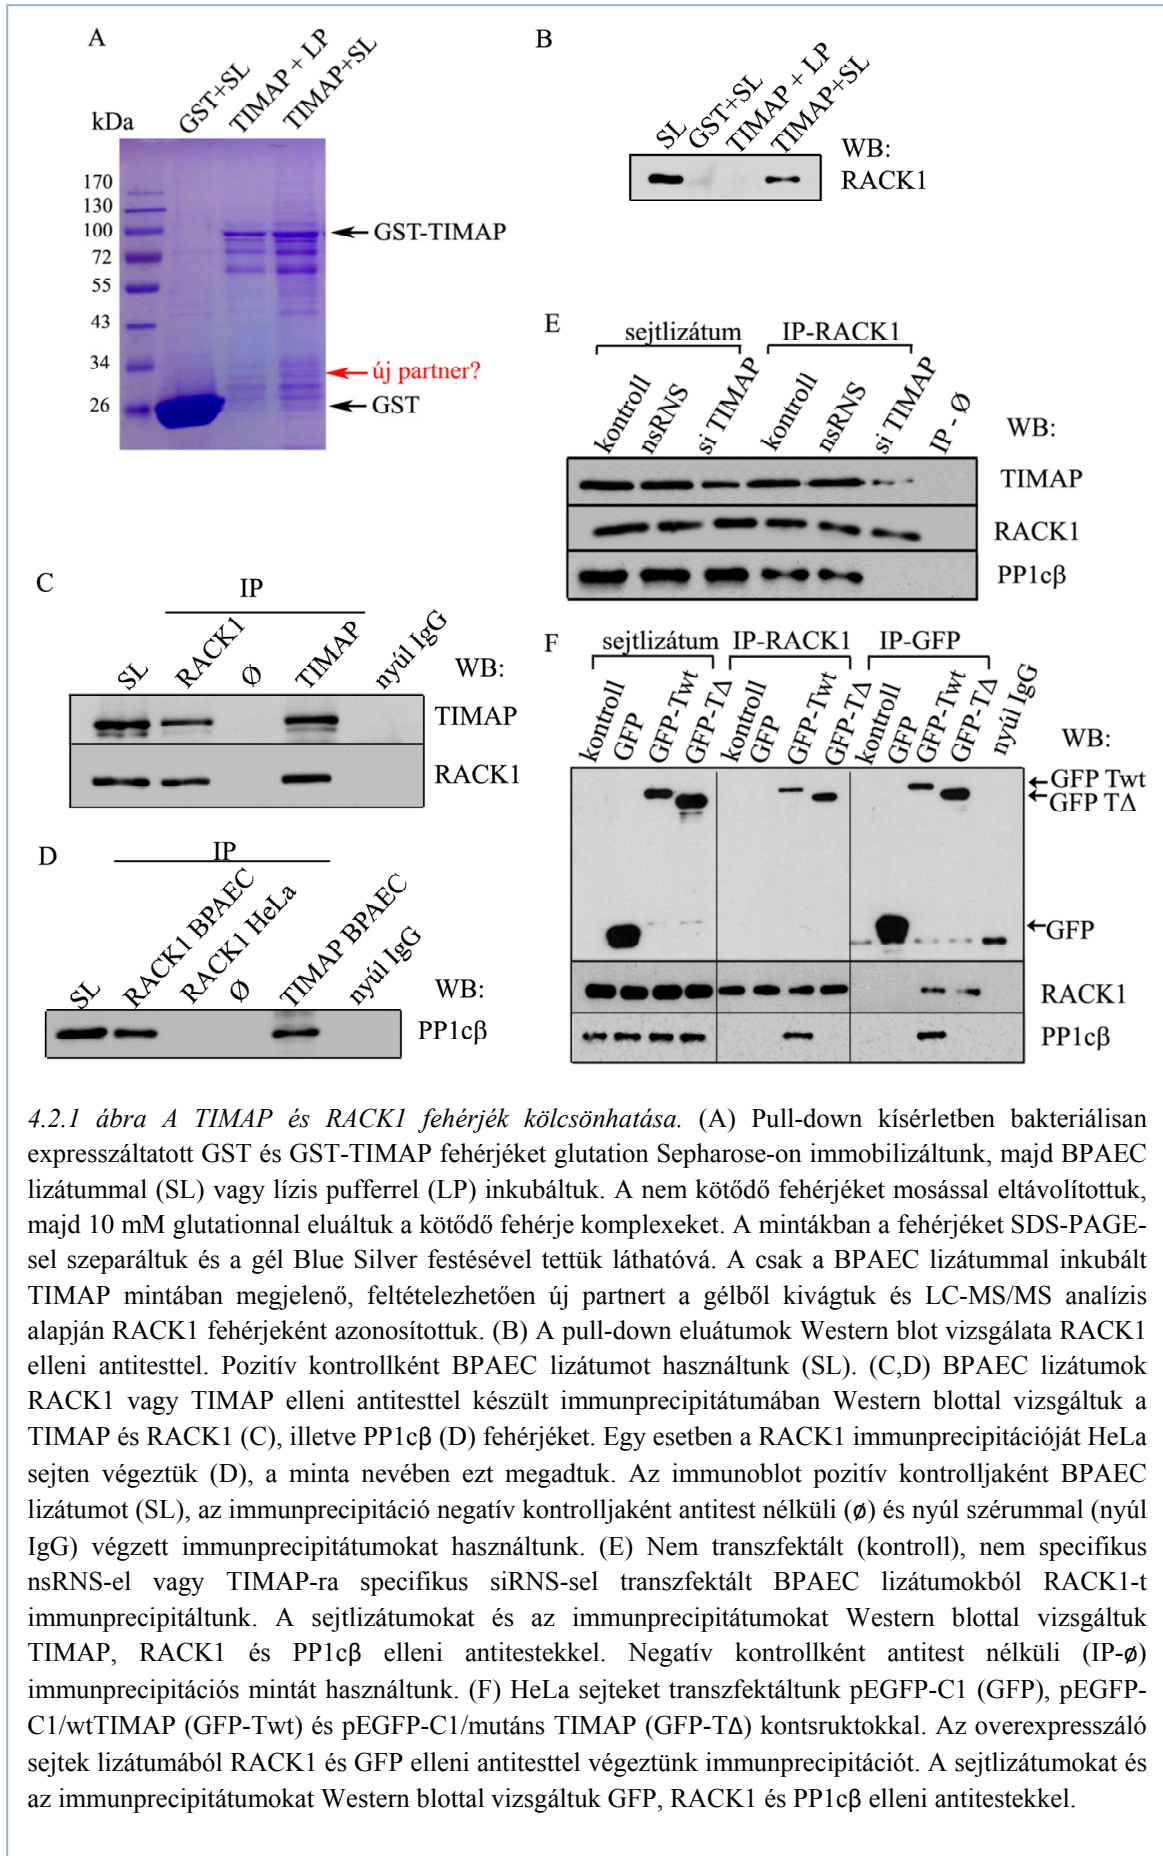 A
GST+SL
TIMAP + LP
TIMAP+SL
kDa
170
130
100
72
55
43
34
26
GST-TIMAP
új partner?
GST
B
SL
GST+SL
TIMAP + LP
TIMAP+SL
WB:
RACK1
E
sejtlizátum
IP-RACK1
kontroll
nsRNS
si TIMAP
kontroll
nsRNS
si TIMAP
IP - Ø
WB:
TIMAP
RACK1
PP1cβ
C
IP
SL
RACK1
Ø
TIMAP
nyúl IgG
WB:
TIMAP
RACK1
D
IP
SL
RACK1 BPAEC
RACK1 HeLa
Ø
TIMAP BPAEC
nyúl IgG
WB:
PP1cβ
F
sejtlizátum
IP-RACK1
IP-GFP
kontroll
GFP
GFP-Twt
GFP-TΔ
kontroll
GFP
GFP-Twt
GFP-TΔ
kontroll
GFP
GFP-Twt
GFP-TΔ
nyúl IgG
WB:
GFP Twt
GFP TΔ
GFP
RACK1
PP1cβ
4.2.1 ábra A TIMAP és RACK1 fehérjék kölcsönhatása. (A) Pull-down kísérletben bakteriálisan
expresszáltatott GST és GST-TIMAP fehérjéket glutation Sepharose-on immobilizáltunk, majd BPAEC
lizátummal (SL) vagy lízis pufferrel (LP) inkubáltuk. A nem kötődő fehérjéket mosással eltávolítottuk,
majd 10 mM glutationnal eluáltuk a kötődő fehérje komplexeket. A mintákban a fehérjéket SDS-PAGE-
sel szeparáltuk és a gél Blue Silver festésével tettük láthatóvá. A csak a BPAEC lizátummal inkubált
TIMAP mintában megjelenő, feltételezhetően új partnert a gélből kivágtuk és LC-MS/MS analízis
alapján RACK1 fehérjeként azonosítottuk. (B) A pull-down eluátumok Western blot vizsgálata RACK1
elleni antitesttel. Pozitív kontrollként BPAEC lizátumot használtunk (SL). (C,D) BPAEC lizátumok
RACK1 vagy TIMAP elleni antitesttel készült immunprecipitátumában Western blottal vizsgáltuk a
TIMAP és RACK1 (C), illetve PP1cβ (D) fehérjéket. Egy esetben a RACK1 immunprecipitációját HeLa
sejten végeztük (D), a minta nevében ezt megadtuk. Az immunoblot pozitív kontrolljaként BPAEC
lizátumot (SL), az immunprecipitáció negatív kontrolljaként antitest nélküli (ø) és nyúl szérummal (nyúl
IgG) végzett immunprecipitátumokat használtunk. (E) Nem transzfektált (kontroll), nem specifikus
nsRNS-el vagy TIMAP-ra specifikus siRNS-sel transzfektált BPAEC lizátumokból RACK1-t
immunprecipitáltunk. A sejtlizátumokat és az immunprecipitátumokat Western blottal vizsgáltuk
TIMAP, RACK1 és PP1cβ elleni antitestekkel. Negatív kontrollként antitest nélküli (IP-ø)
immunprecipitációs mintát használtunk. (F) HeLa sejteket transzfektáltunk pEGFP-C1 (GFP), pEGFP-
C1/wtTIMAP (GFP-Twt) és pEGFP-C1/mutáns TIMAP (GFP-TΔ) kontsruktokkal. Az overexpresszáló
sejtek lizátumából RACK1 és GFP elleni antitesttel végeztünk immunprecipitációt. A sejtlizátumokat és
az immunprecipitátumokat Western blottal vizsgáltuk GFP, RACK1 és PP1cβ elleni antitestekkel.